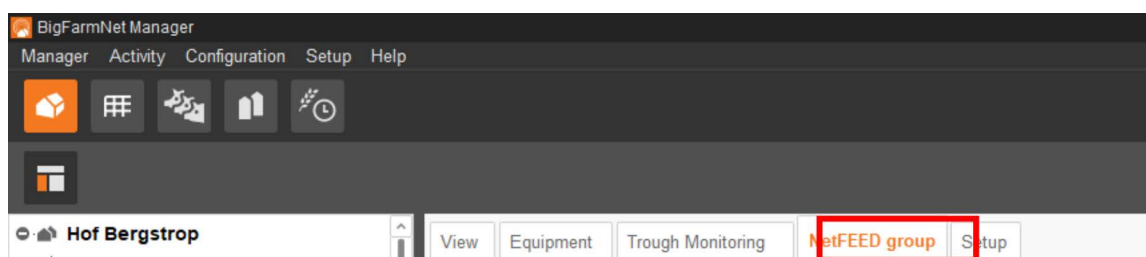 BigFarmNet Manager
Manager Activity Configuration Setup Help
Hof Bergstrop
View Equipment Trough Monitoring NetFEED group Setup